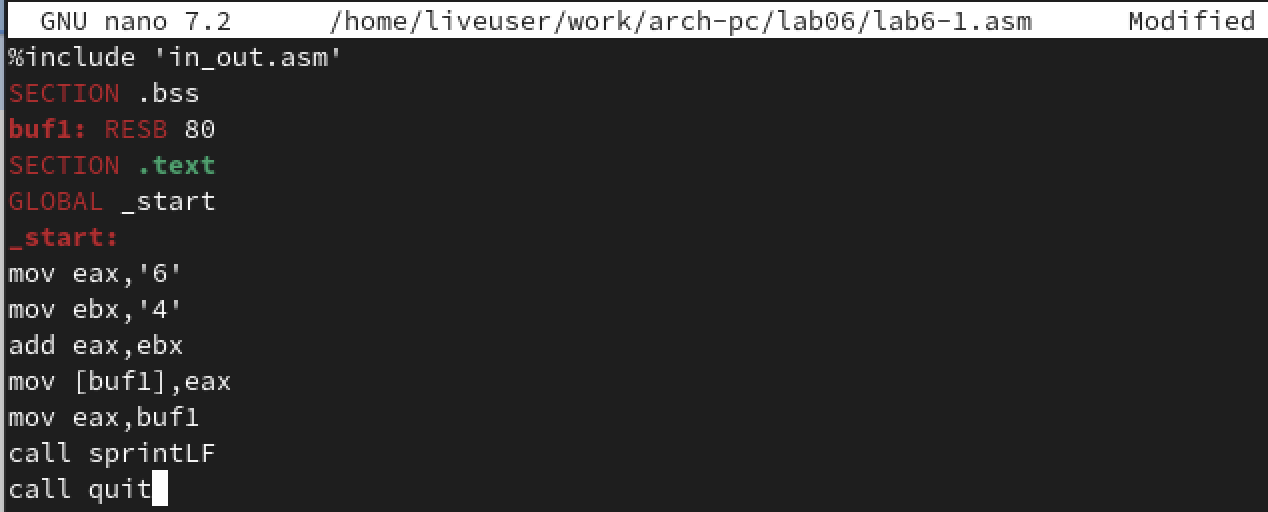 GNU nano 7.2 /home/liveuser/work/arch-pc/lab06/lab6-1.asm Modified
%include 'in_out.asm'
SECTION .bss
buf1: RESB 80
SECTION .text
GLOBAL _start
_start:
mov eax,'6'
mov ebx,'4'
add eax,ebx
mov [buf1],eax
mov eax,buf1
call sprintLF
call quit